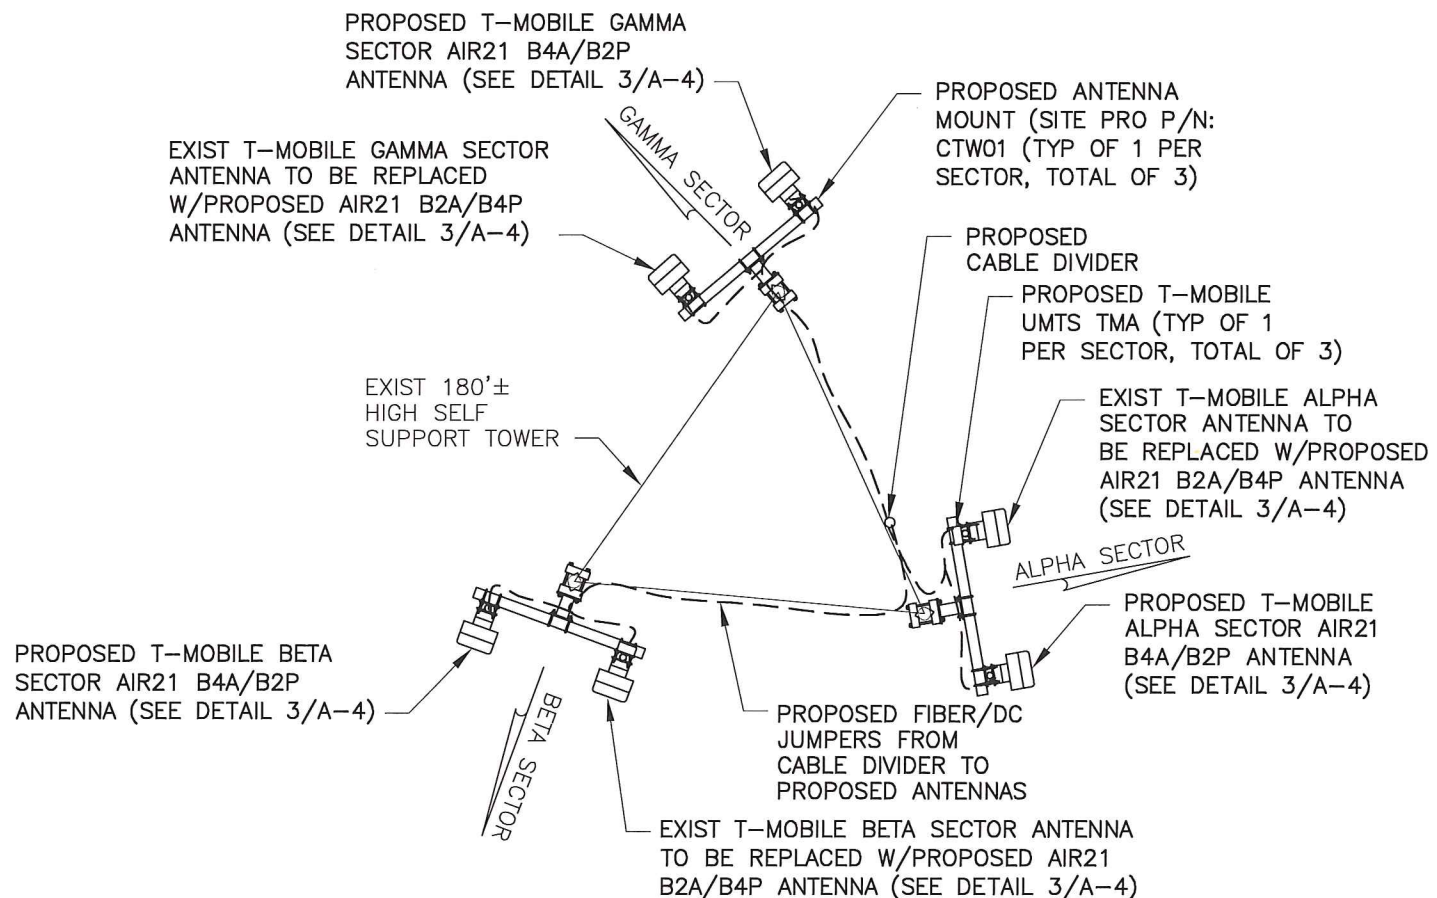 PROPOSED T-MOBILE GAMMA
SECTOR AIR21 B4A/B2P
ANTENNA (SEE DETAIL 3/A-4)
EXIST T-MOBILE GAMMA SECTOR
ANTENNA TO BE REPLACED
W/PROPOSED AIR21 B2A/B4P
ANTENNA (SEE DETAIL 3/A-4)
GAMMA SECTOR
PROPOSED ANTENNA
MOUNT (SITE PRO P/N:
CTW01 (TYP OF 1 PER
SECTOR, TOTAL OF 3)
PROPOSED
CABLE DIVIDER
PROPOSED T-MOBILE
UMTS TMA (TYP OF 1
PER SECTOR, TOTAL OF 3)
EXIST 180'±
HIGH SELF
SUPPORT TOWER
EXIST T-MOBILE ALPHA
SECTOR ANTENNA TO
BE REPLACED W/PROPOSED
AIR21 B2A/B4P ANTENNA
(SEE DETAIL 3/A-4)
ALPHA SECTOR
PROPOSED T-MOBILE
ALPHA SECTOR AIR21
B4A/B2P ANTENNA
(SEE DETAIL 3/A-4)
PROPOSED T-MOBILE BETA
SECTOR AIR21 B4A/B2P
ANTENNA (SEE DETAIL 3/A-4)
BETA SECTOR
PROPOSED FIBER/DC
JUMPERS FROM
CABLE DIVIDER TO
PROPOSED ANTENNAS
EXIST T-MOBILE BETA SECTOR ANTENNA
TO BE REPLACED W/PROPOSED AIR21
B2A/B4P ANTENNA (SEE DETAIL 3/A-4)